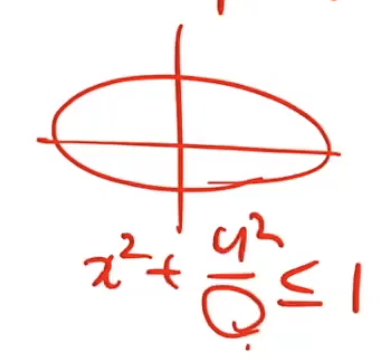 x² + y²/Q ≤ 1